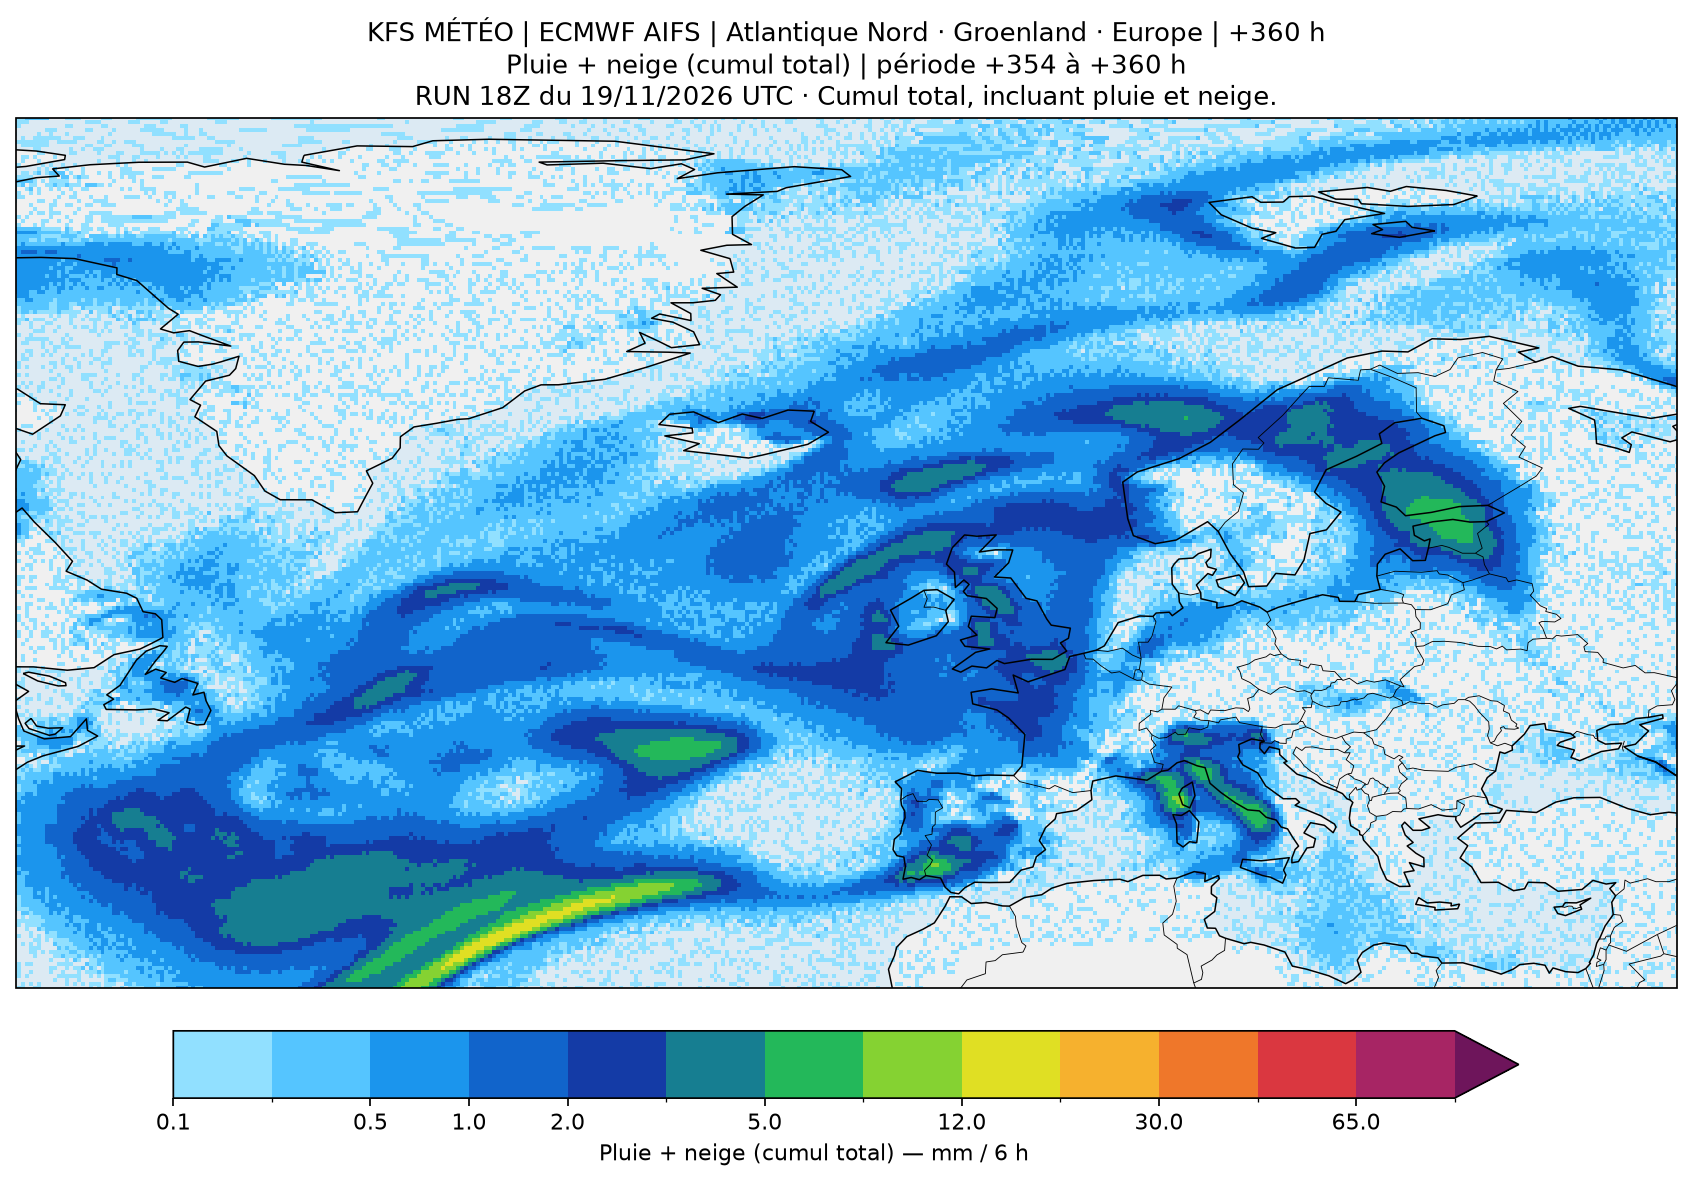 KFS MÉTÉO | ECMWF AIFS | Atlantique Nord · Groenland · Europe | +360 h
Pluie + neige (cumul total) | période +354 à +360 h
RUN 18Z du 19/11/2026 UTC · Cumul total, incluant pluie et neige.
0.1 0.5 1.0 2.0 5.0 12.0 30.0 65.0
Pluie + neige (cumul total) — mm / 6 h